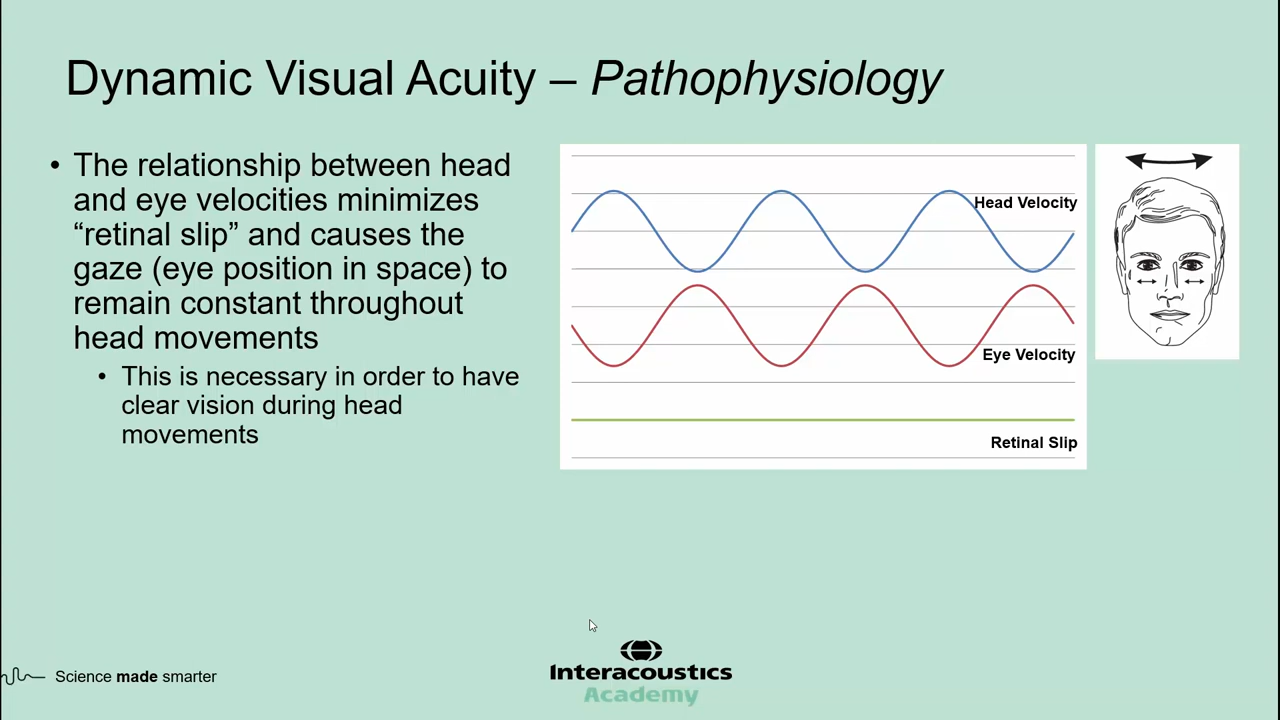 Dynamic Visual Acuity – Pathophysiology
• The relationship between head
and eye velocities minimizes
“retinal slip” and causes the
gaze (eye position in space) to
remain constant throughout
head movements
• This is necessary in order to have
clear vision during head
movements
Head Velocity
Eye Velocity
Retinal Slip
Science made smarter
Interacoustics
Academy